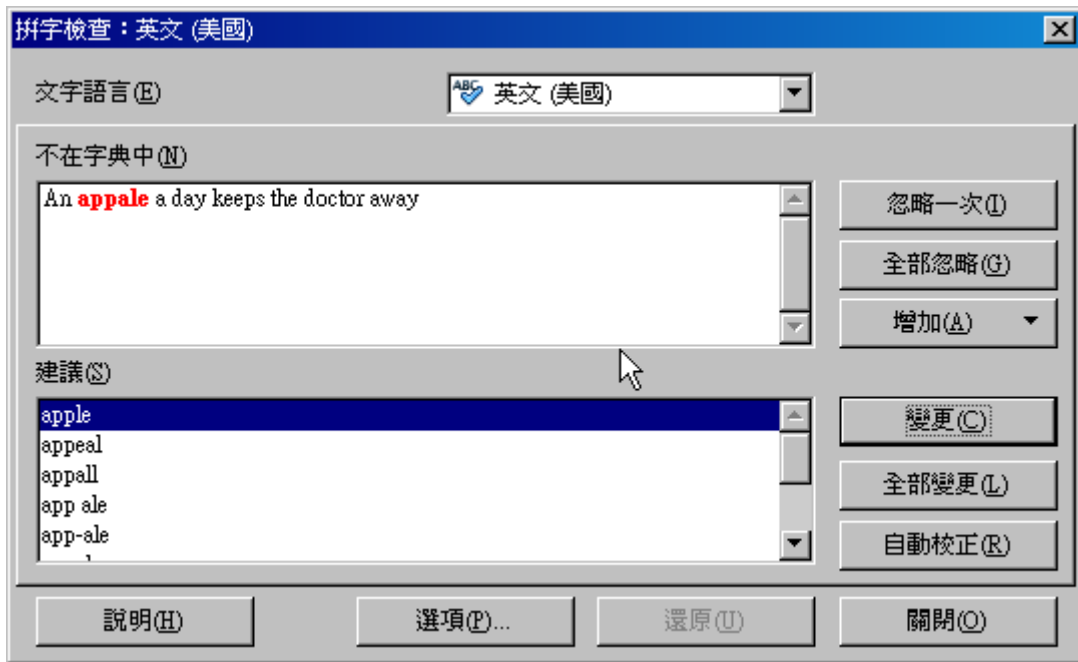 拼字檢查：英文 (美國)
文字語言(E)
ABC 英文 (美國)
不在字典中(N)
An appale a day keeps the doctor away
忽略一次(I)
全部忽略(G)
增加(A)
建議(S)
apple
appeal
appall
app ale
app-ale
變更(C)
全部變更(L)
自動校正(R)
說明(H)
選項(P)...
還原(U)
關閉(O)